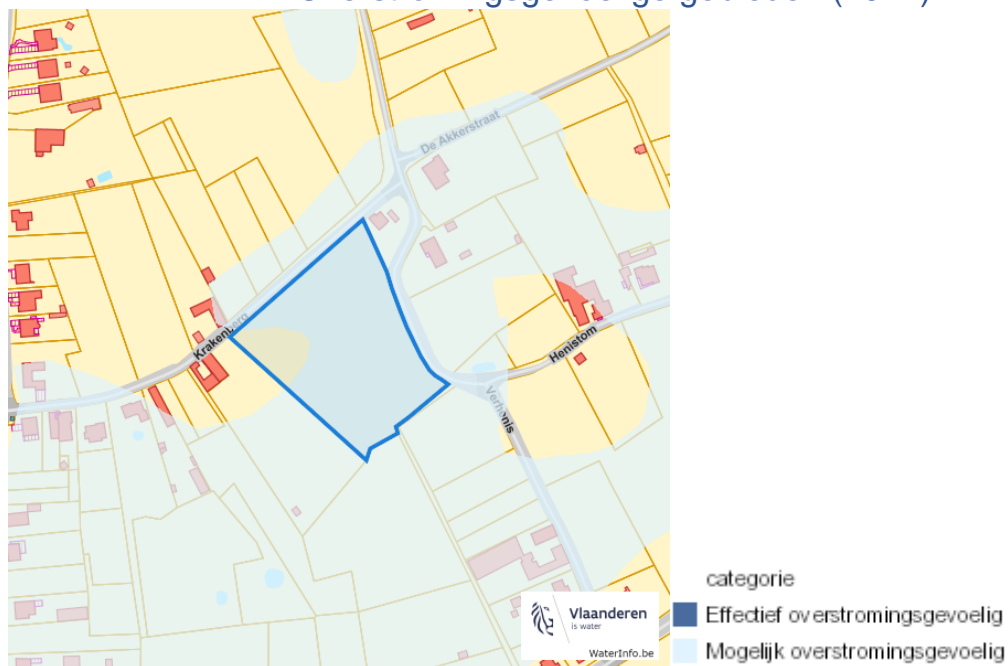 De Akkerstraat
Krakenberg
Henistom
Verhenis
Vlaanderen
is water
WaterInfo.be
categorie
Effectief overstromingsgevoelig
Mogelijk overstromingsgevoelig